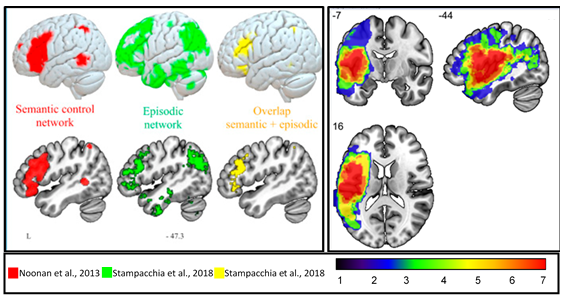 Semantic control
network
Episodic
network
Overlap
semantic + episodic
L
- 47.3
-7
-44
16
Noonan et al., 2013
Stampacchia et al., 2018
Stampacchia et al., 2018
1 2 3 4 5 6 7